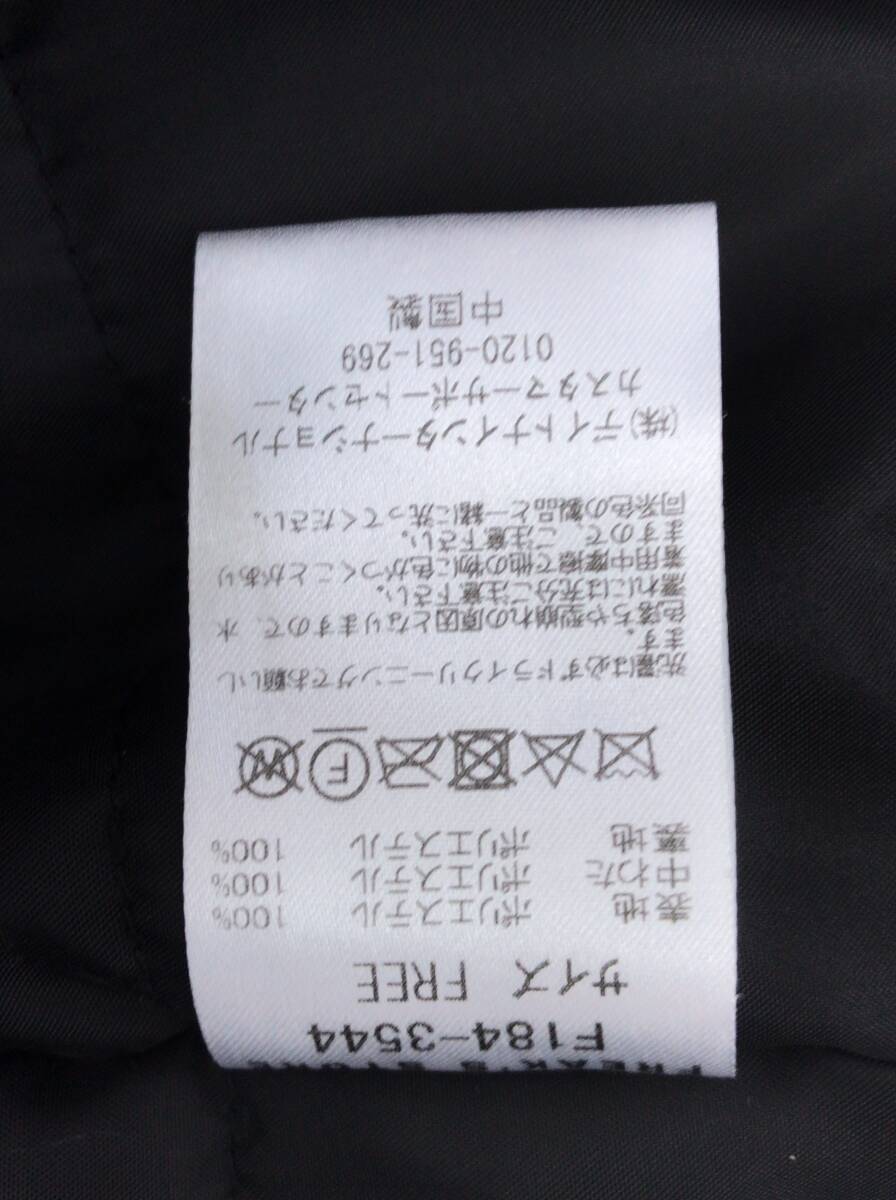 F184-3544
サイズ FREE
表地 ポリエステル 100%
中わた ポリエステル 100%
裏地 ポリエステル 100%
F
W
洗濯は必ずドライクリーニングでお願いし
ます。
色落ちや型崩れの原因となりますので、水
濡れには充分ご注意下さい。
着用中摩擦で他の物に色がつくことがあり
ますので、ご注意下さい。
同系色の製品と一緒に洗ってください。
(株)デイトナインターナショナル
カスタマーサポートセンター
0120-951-269
中国製